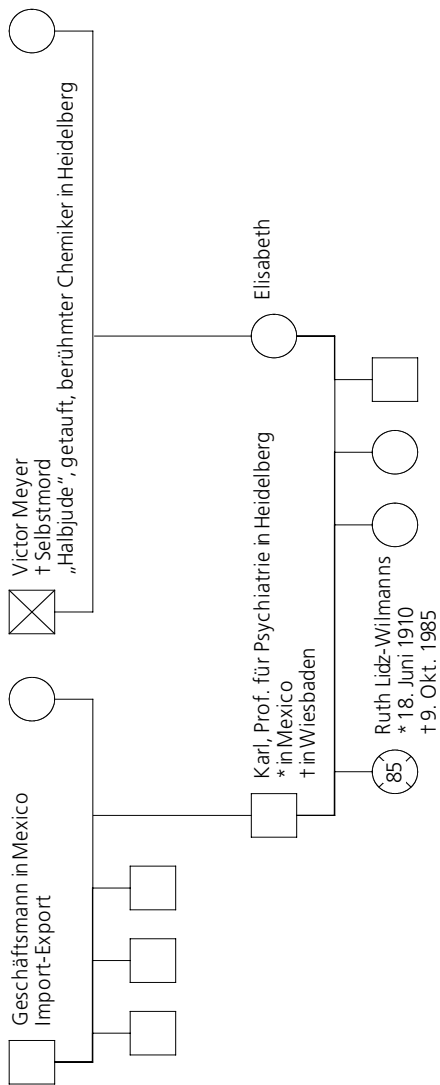 Geschäftsmann in Mexico
Import-Export
Victor Meyer
† Selbstmord
„Halbjude“, getauft, berühmter Chemiker in Heidelberg
Karl, Prof. für Psychiatrie in Heidelberg
* in Mexico
† in Wiesbaden
Elisabeth
85
Ruth Lidz-Wilmanns
* 18. Juni 1910
† 9. Okt. 1985